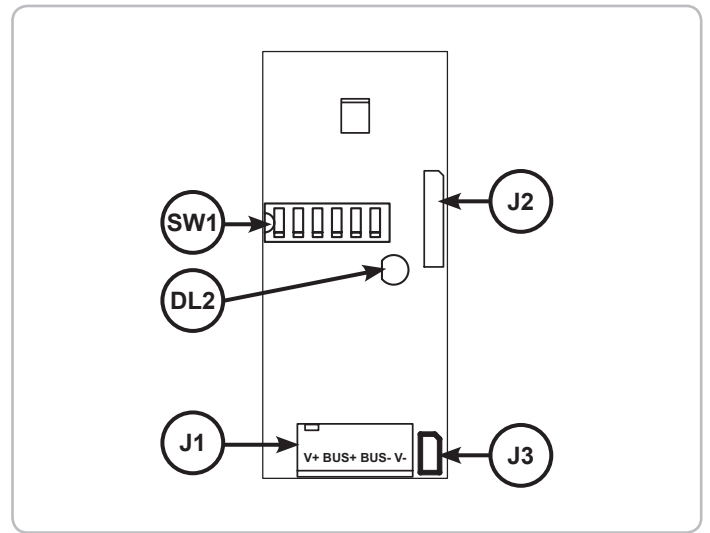 SW1
J2
DL2
J1
V+ BUS+ BUS- V-
J3